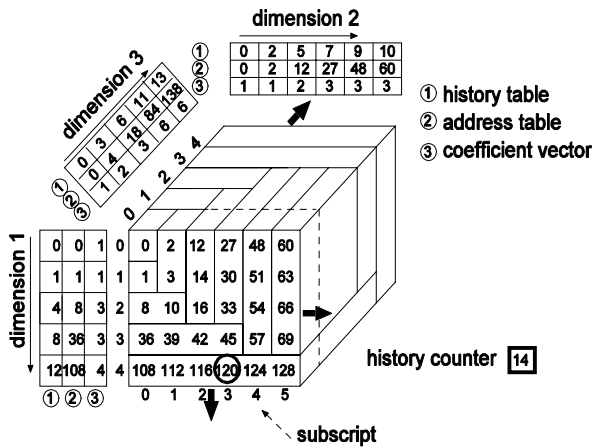 dimension 2
① 0 2 5 7 9 10
② 0 2 12 27 48 60
③ 1 1 2 3 3 3
dimension 3
① 0 3 6 11 13
② 0 4 18 84 138
③ 1 2 3 6 6
① history table
② address table
③ coefficient vector
0 1 2 3 4
dimension 1
0 0 1 0 0 2 12 27 48 60
1 1 1 1 1 3 14 30 51 63
4 8 3 2 8 10 16 33 54 66
8 36 3 3 36 39 42 45 57 69
12 108 4 4 108 112 116 120 124 128
① ② ③ 0 1 2 3 4 5
history counter 14
subscript